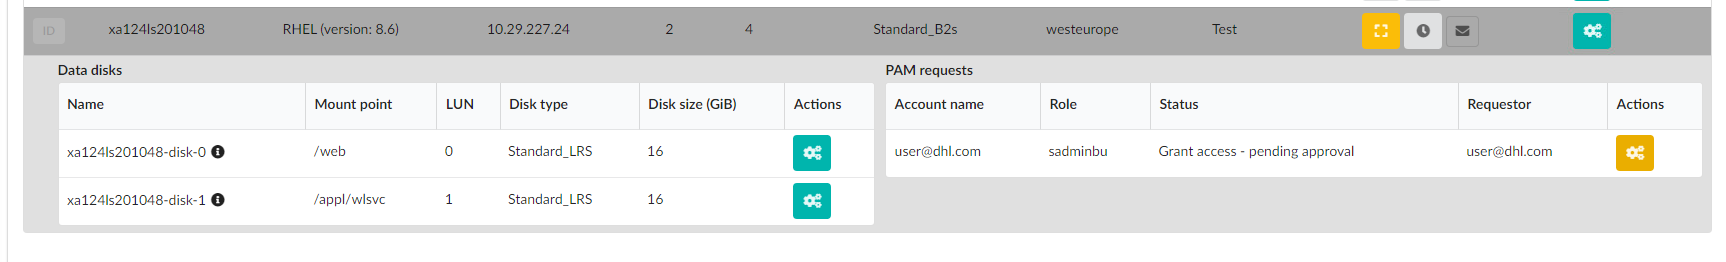 ID xa124ls201048 RHEL (version: 8.6) 10.29.227.24 2 4 Standard_B2s westeurope Test
Data disks
Name Mount point LUN Disk type Disk size (GiB) Actions
xa124ls201048-disk-0 /web 0 Standard_LRS 16
xa124ls201048-disk-1 /appl/wlsvc 1 Standard_LRS 16
PAM requests
Account name Role Status Requestor Actions
user@dhl.com sadminbu Grant access - pending approval user@dhl.com